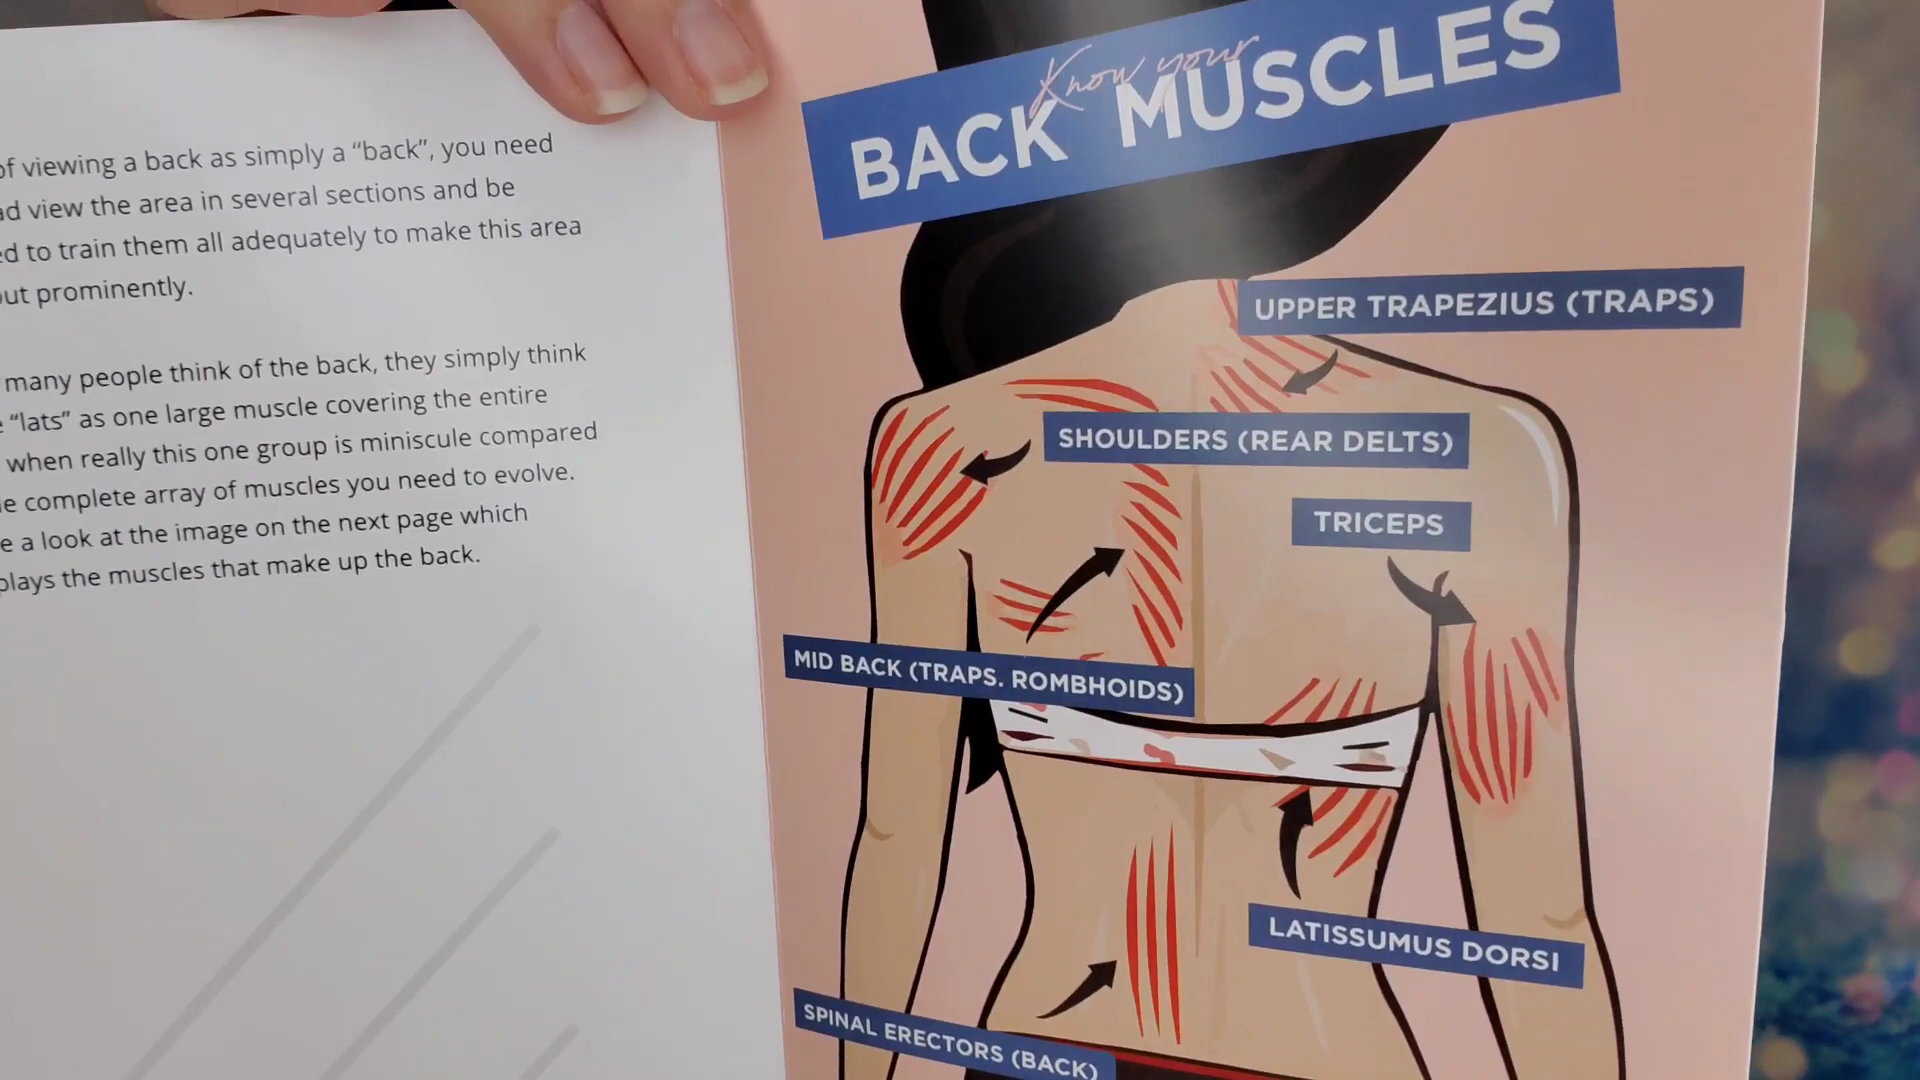 of viewing a back as simply a “back”, you need
view the area in several sections and be
to train them all adequately to make this area
prominently.
many people think of the back, they simply think
“lats” as one large muscle covering the entire
when really this one group is miniscule compared
complete array of muscles you need to evolve.
a look at the image on the next page which
the muscles that make up the back.
Know your
BACK MUSCLES
UPPER TRAPEZIUS (TRAPS)
SHOULDERS (REAR DELTS)
TRICEPS
MID BACK (TRAPS. ROMBHOIDS)
LATISSUMUS DORSI
SPINAL ERECTORS (BACK)